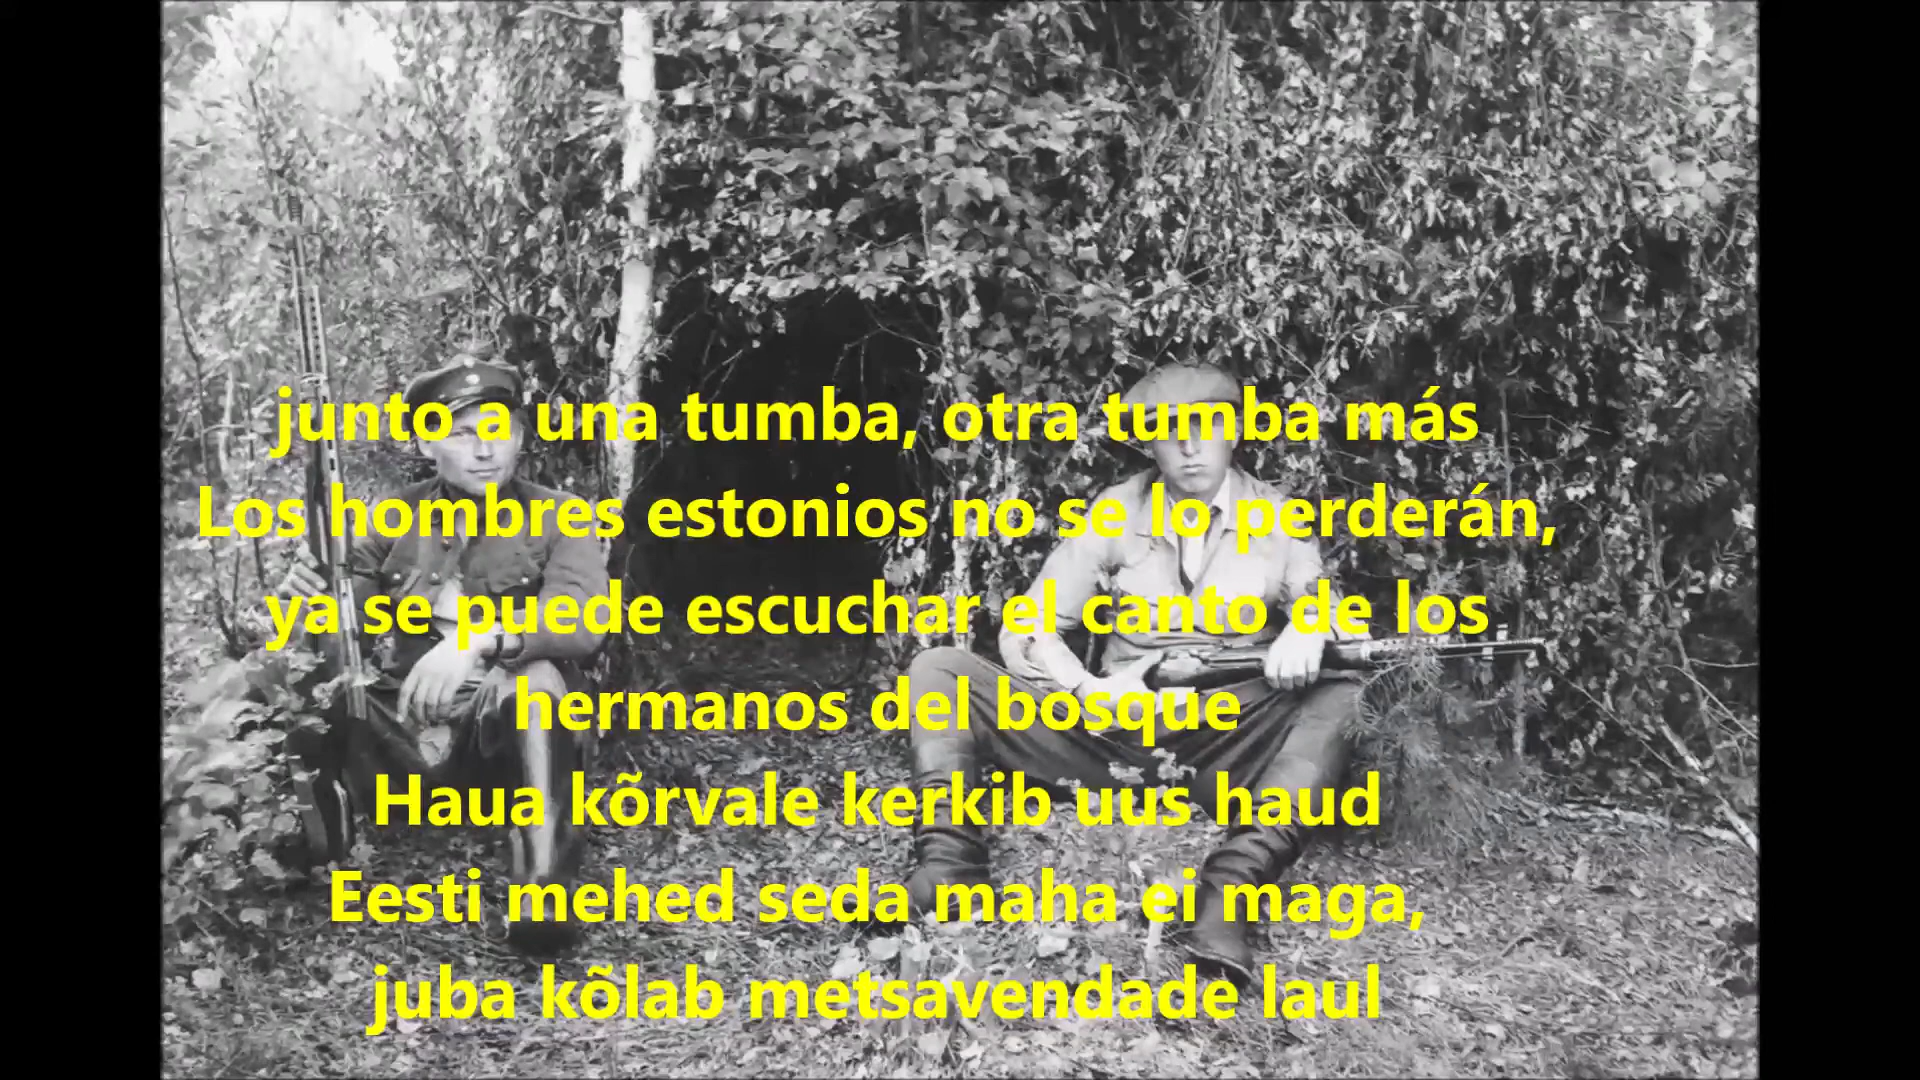 junto a una tumba, otra tumba más
Los hombres estonios no se lo perderán,
ya se puede escuchar el canto de los
hermanos del bosque
Haua kõrvale kerkib uus haud
Eesti mehed seda maha ei maga,
juba kõlab metsavendade laul